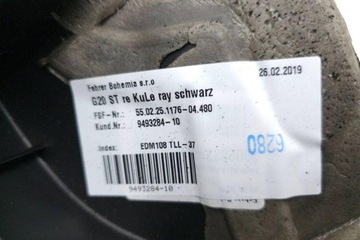 Fehrer Bohemia s.r.o
26.02.2019
G20 ST re KuLe ray schwarz
FSF-Nr.: 55.02.25.1176-04.480
Kund.Nr.: 9493284-10
6280
Index: EDM108 TLL-37
9493284-10